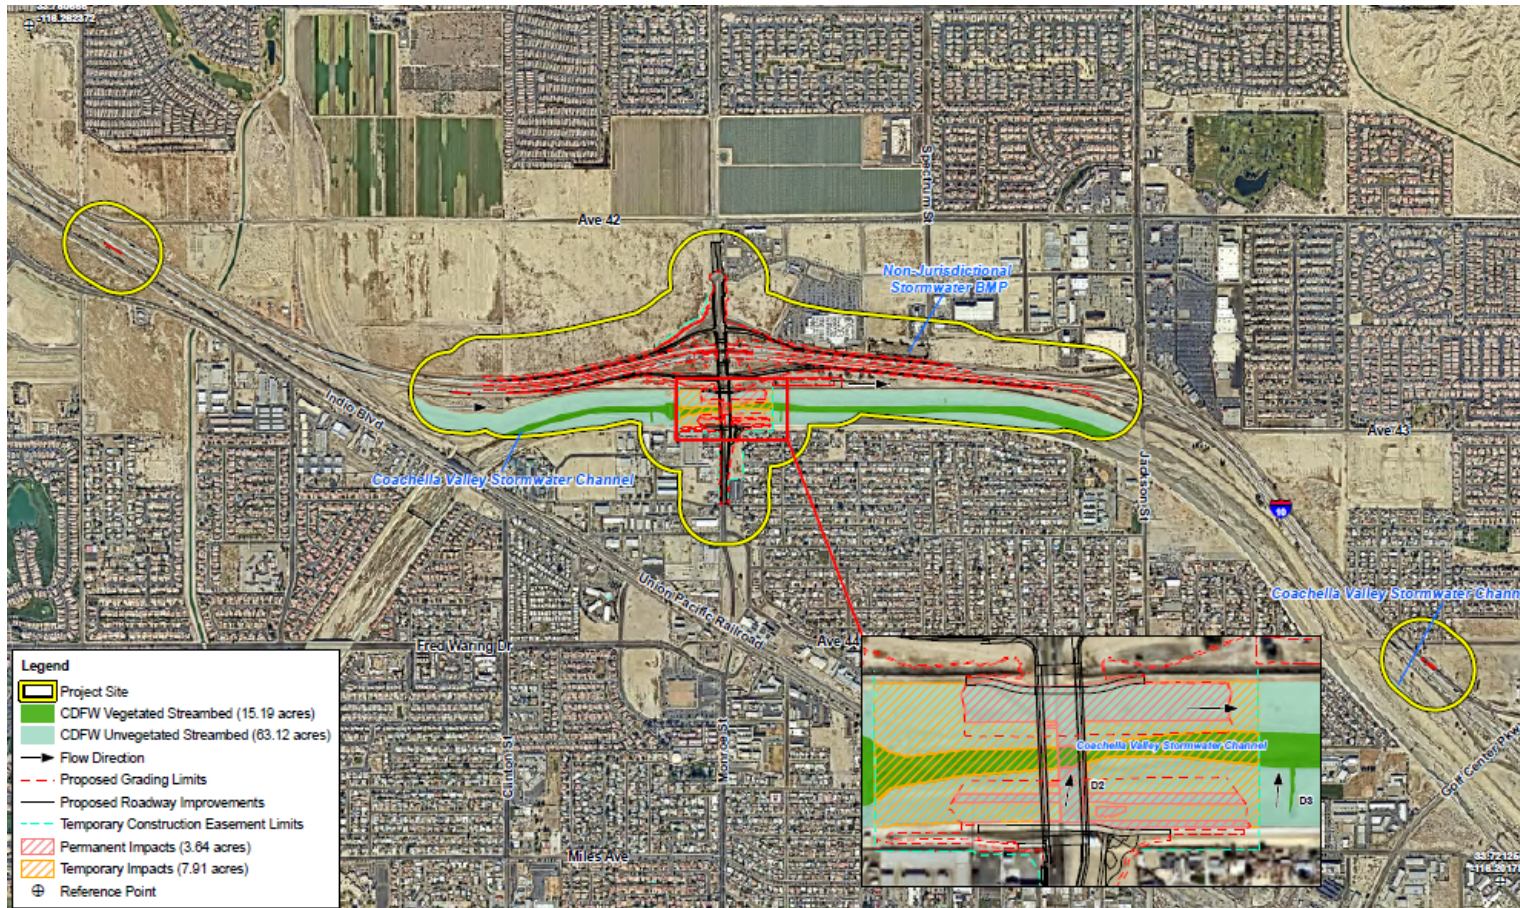 -116.262372
Ave 42
Spectrum St
Non-Jurisdictional
Stormwater BMP
Indio Blvd
Ave 43
Coachella Valley Stormwater Channel
Jackson St
10
Union Pacific Railroad
Coachella Valley Stormwater Chann
Ave 44
Fred Waring Dr
Clinton St
Monroe St
Golf Center Pkwy
Miles Ave
Coachella Valley Stormwater Channel
D2
D3
Legend
Project Site
CDFW Vegetated Streambed (15.19 acres)
CDFW Unvegetated Streambed (63.12 acres)
Flow Direction
Proposed Grading Limits
Proposed Roadway Improvements
Temporary Construction Easement Limits
Permanent Impacts (3.64 acres)
Temporary Impacts (7.91 acres)
Reference Point